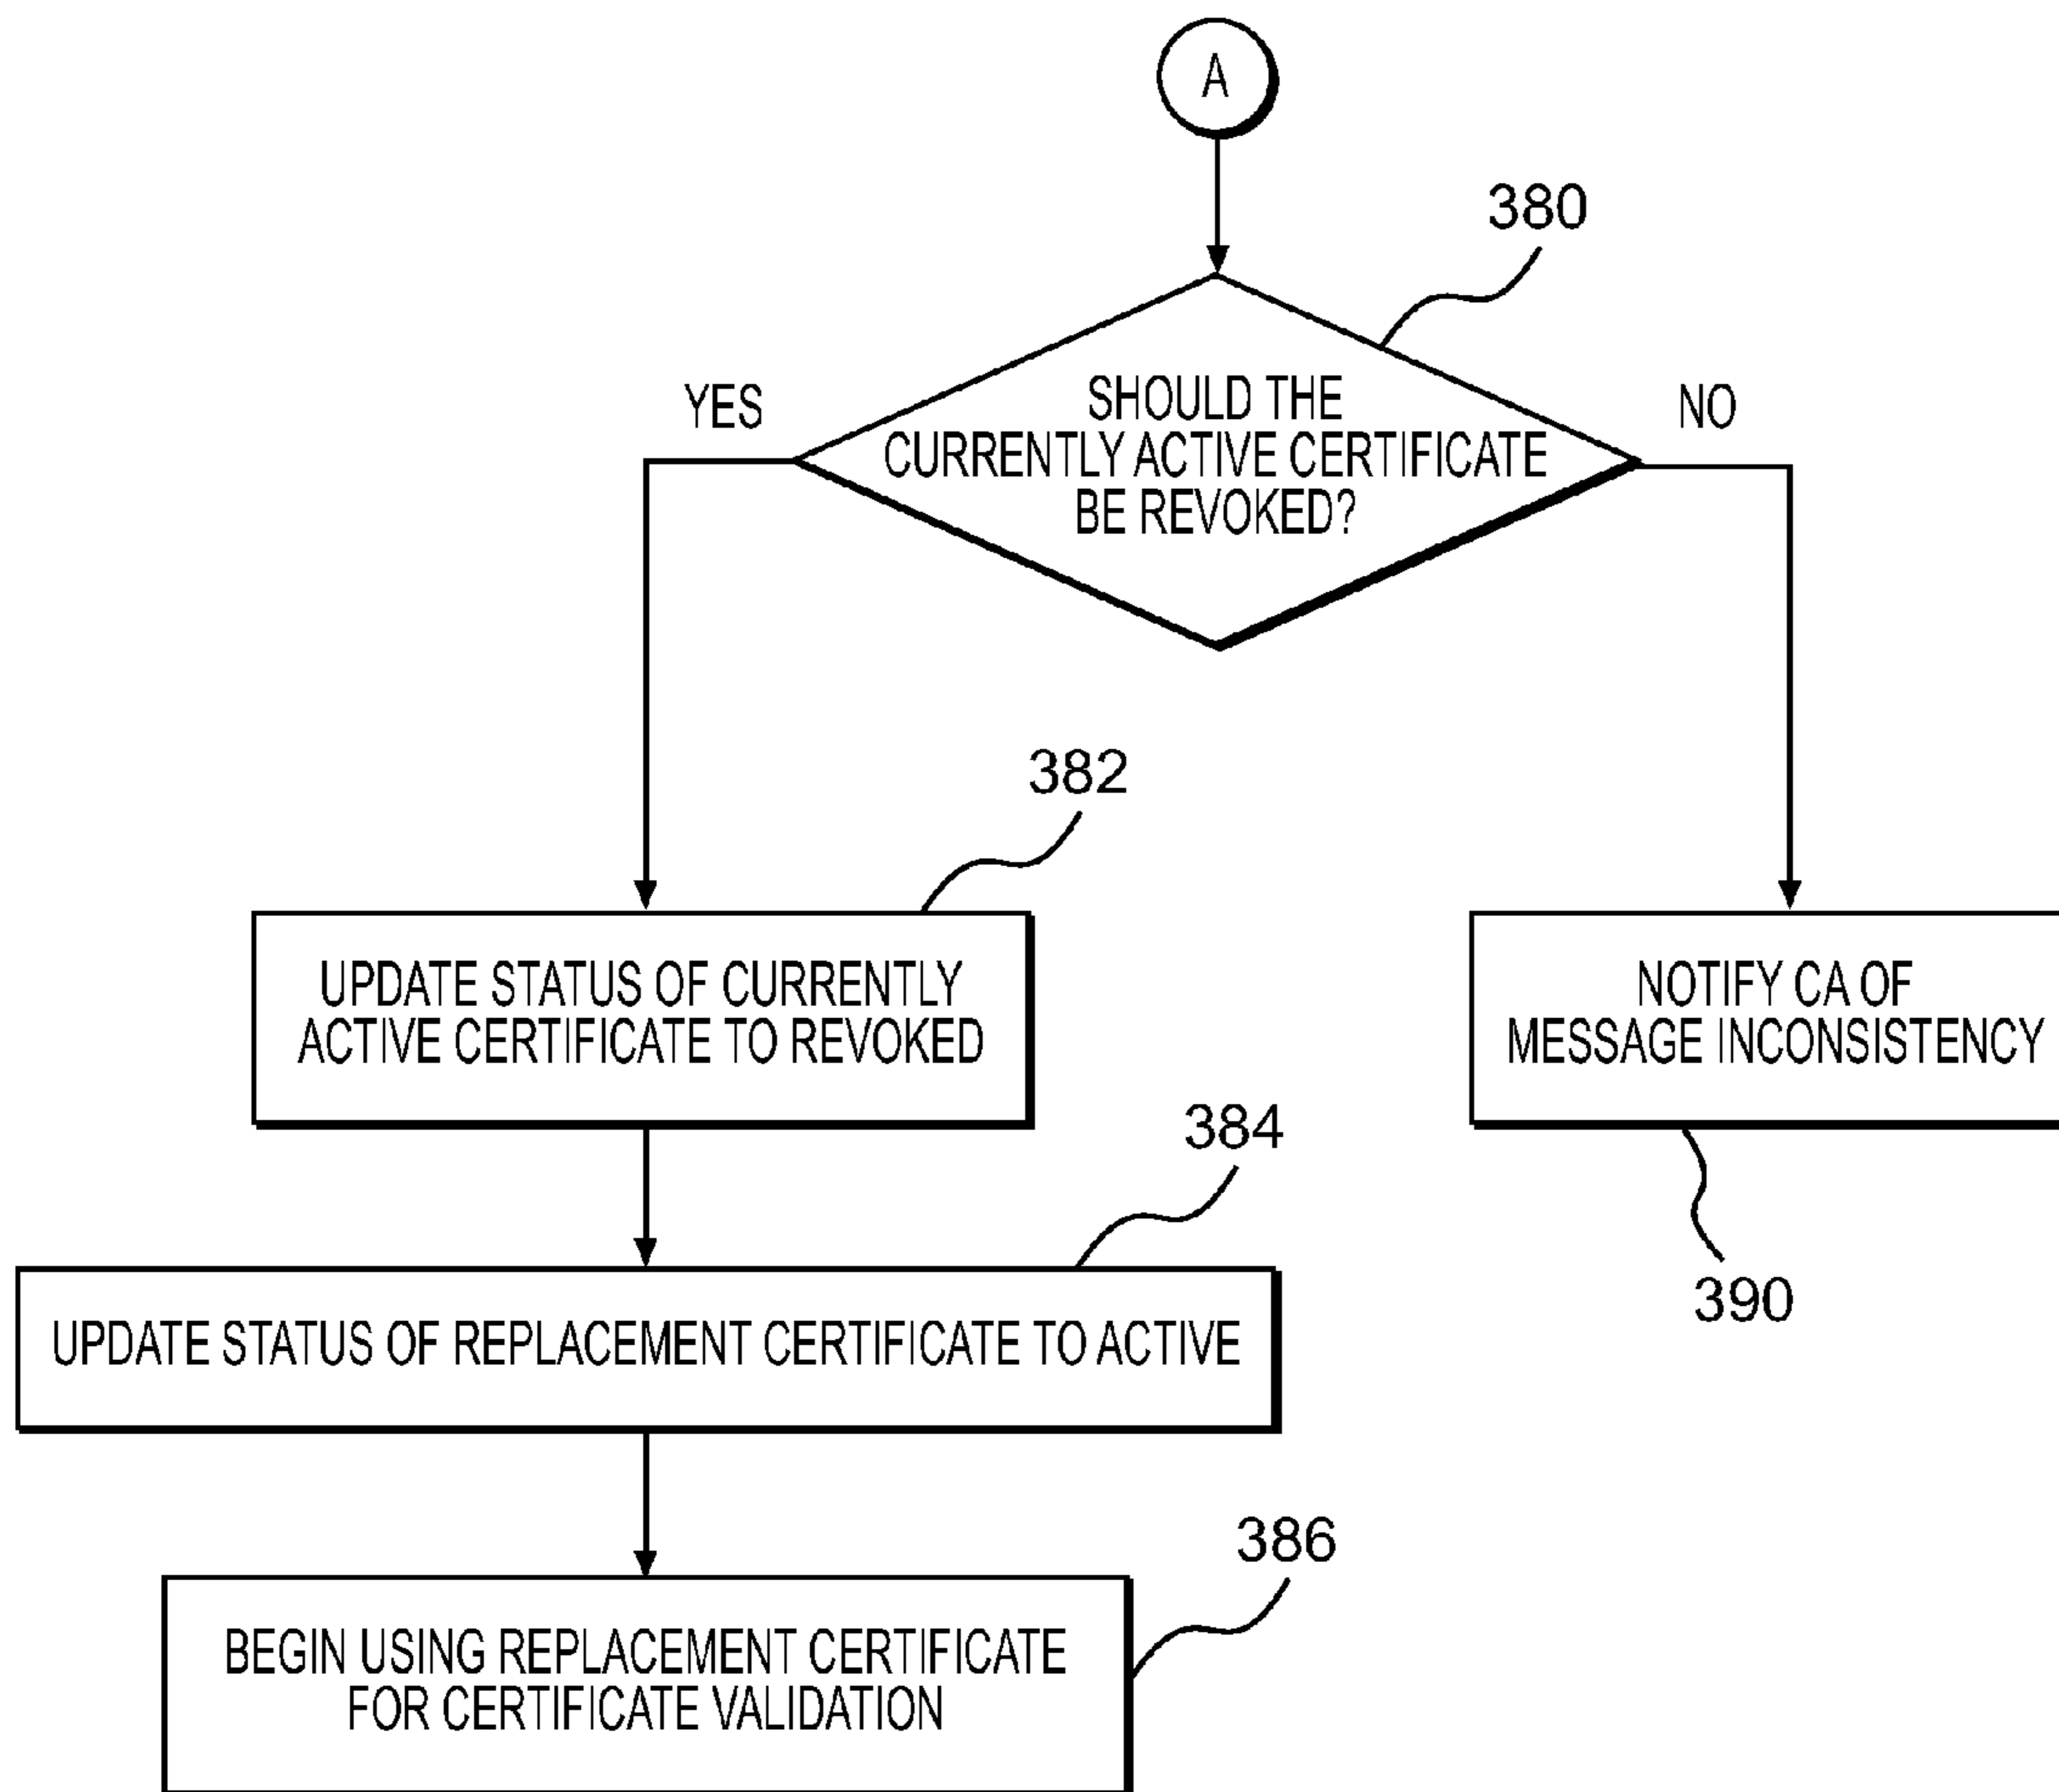 A
380
YES
SHOULD THE
CURRENTLY ACTIVE CERTIFICATE
BE REVOKED?
NO
382
UPDATE STATUS OF CURRENTLY
ACTIVE CERTIFICATE TO REVOKED
NOTIFY CA OF
MESSAGE INCONSISTENCY
384
390
UPDATE STATUS OF REPLACEMENT CERTIFICATE TO ACTIVE
386
BEGIN USING REPLACEMENT CERTIFICATE
FOR CERTIFICATE VALIDATION